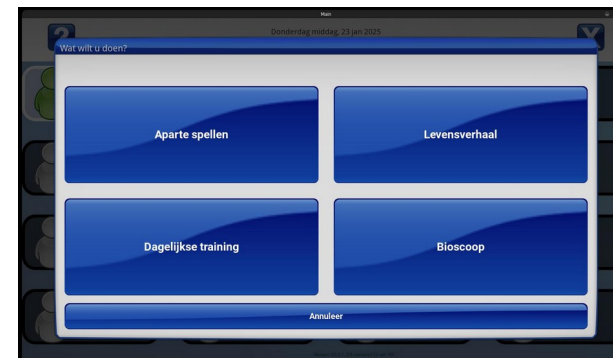 Main
Donderdag middag, 23 jan 2025
?
X
Wat wilt u doen?
Aparte spellen
Levensverhaal
Dagelijkse training
Bioscoop
Annuleer